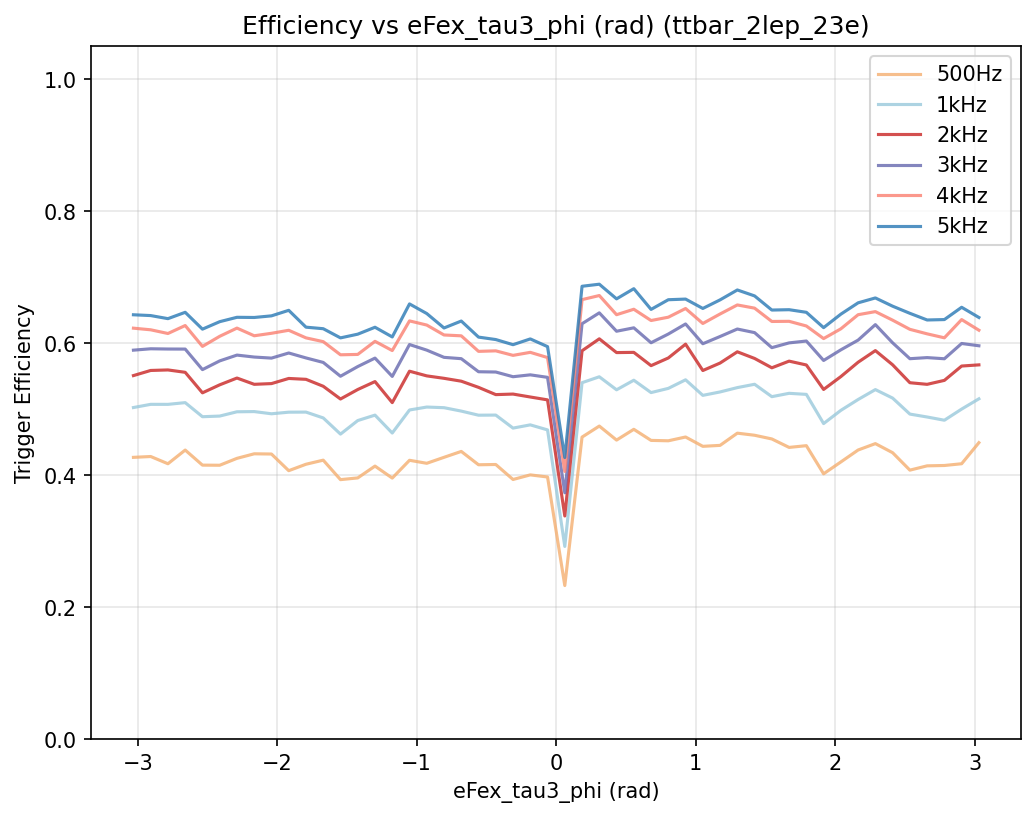 Efficiency vs eFex_tau3_phi (rad) (ttbar_2lep_23e)
500Hz
1kHz
2kHz
3kHz
4kHz
5kHz
Trigger Efficiency
1.0
0.8
0.6
0.4
0.2
0.0
−3
−2
−1
0
1
2
3
eFex_tau3_phi (rad)